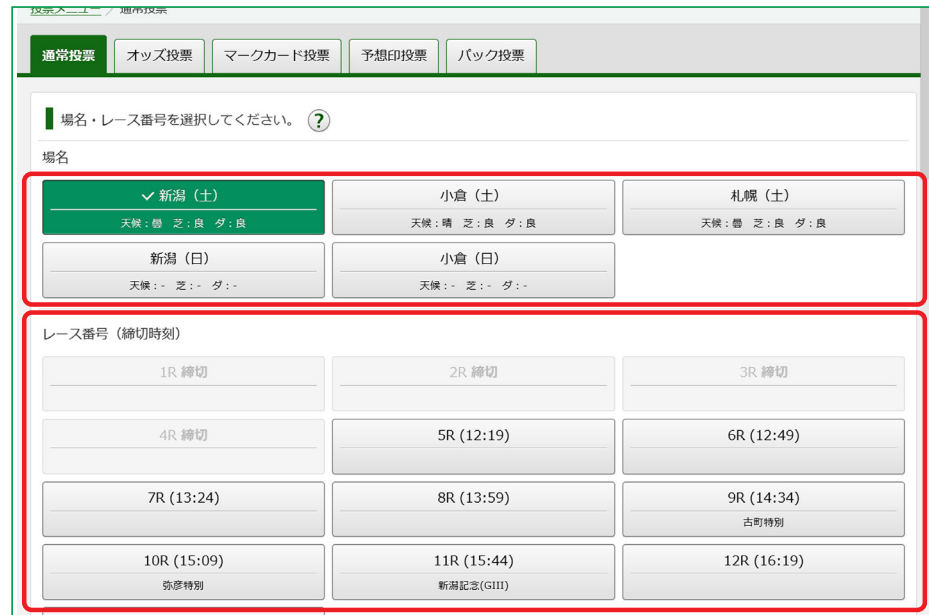 投票メニュー / 通常投票
通常投票 オッズ投票 マークカード投票 予想印投票 パック投票
場名・レース番号を選択してください。 ?
場名
✓ 新潟（土） 小倉（土） 札幌（土）
天候：曇 芝：良 ダ：良 天候：晴 芝：良 ダ：良 天候：曇 芝：良 ダ：良
新潟（日） 小倉（日）
天候：- 芝：- ダ：- 天候：- 芝：- ダ：-
レース番号（締切時刻）
1R 締切 2R 締切 3R 締切
4R 締切 5R (12:19) 6R (12:49)
7R (13:24) 8R (13:59) 9R (14:34)
古町特別
10R (15:09) 11R (15:44) 12R (16:19)
弥彦特別 新潟記念(GIII)